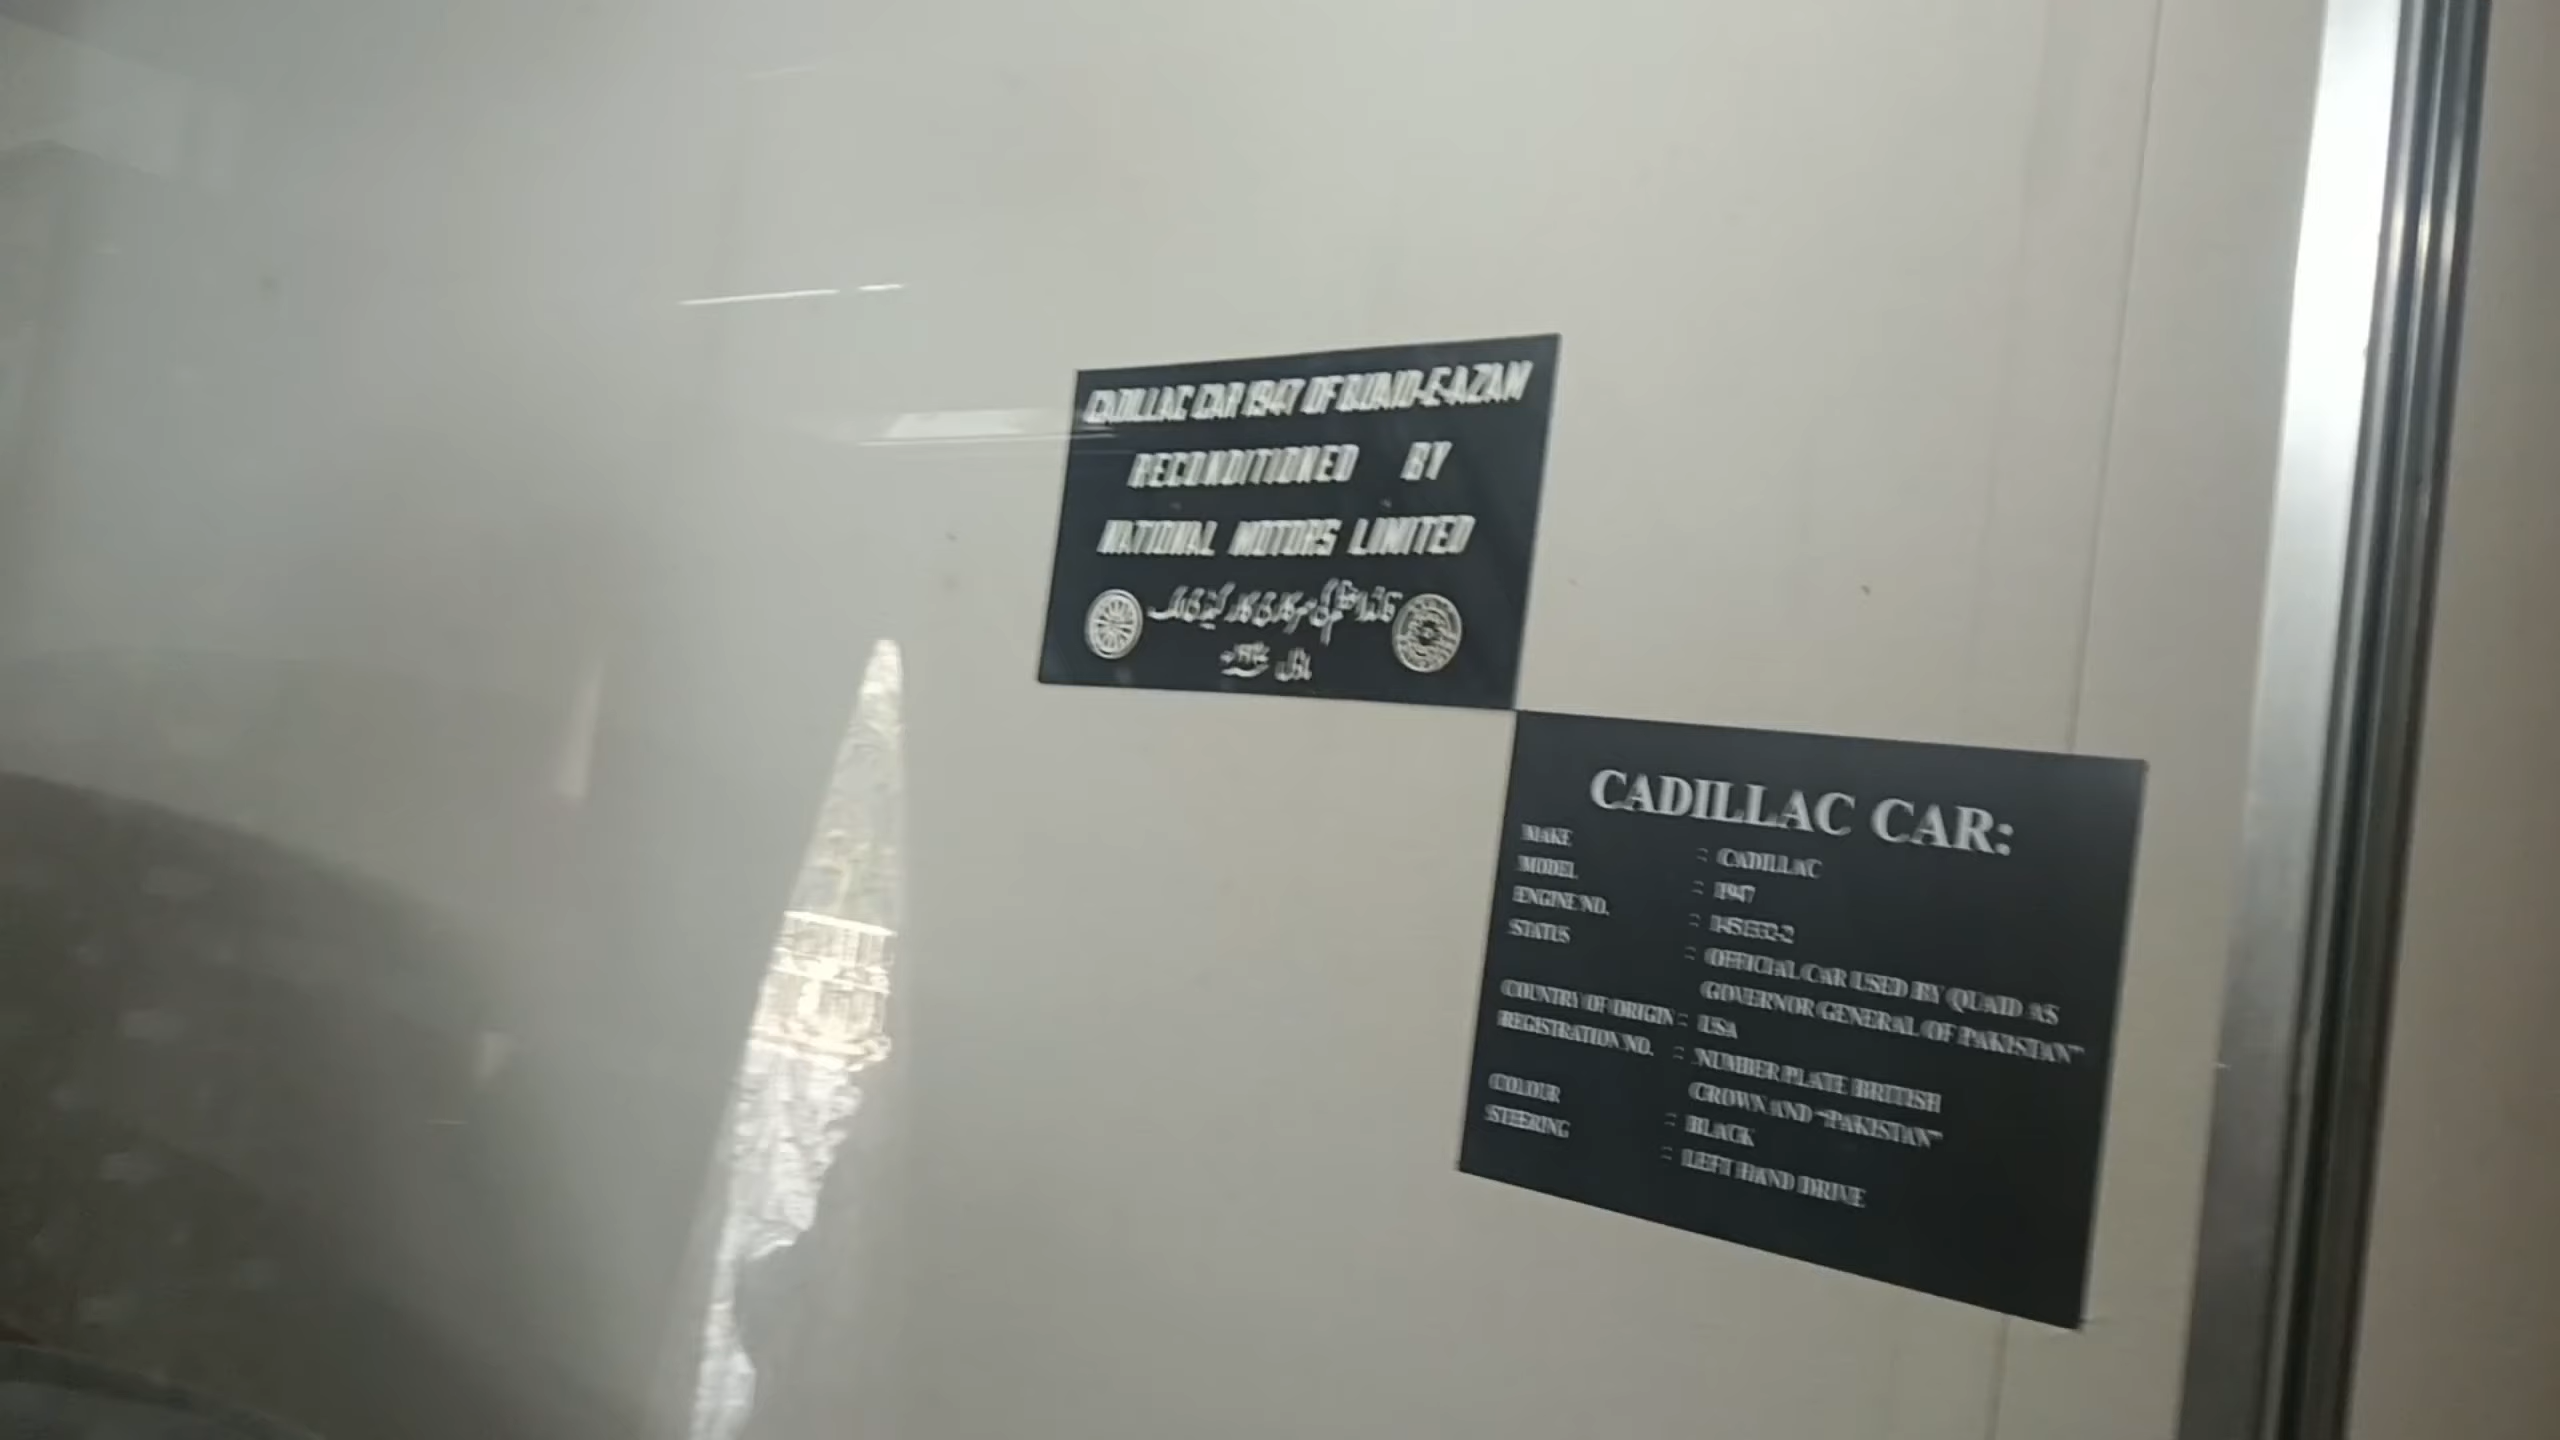 CADILLAC CAR 1947 OF QUAID-E-AZAM
RECONDITIONED BY
NATIONAL MOTORS LIMITED
CADILLAC CAR:
MAKE : CADILLAC
MODEL : 1947
ENGINE NO. :
STATUS : OFFICIAL CAR USED BY QUAID AS
GOVERNOR GENERAL OF PAKISTAN"
COUNTRY OF ORIGIN : USA
REGISTRATION NO. : NUMBER PLATE BRITISH
CROWN AND "PAKISTAN"
COLOUR : BLACK
STEERING : LEFT HAND DRIVE